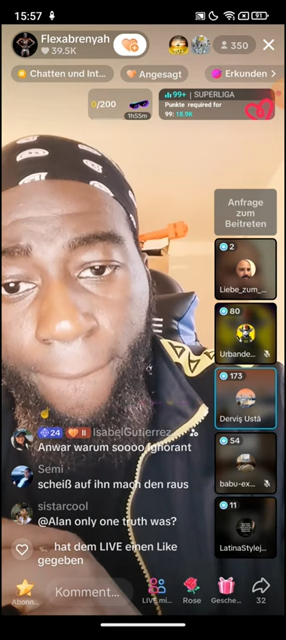 15:57
91
Flexabrenyah
39.5K
350
Chatten und Int...
Angesagt
Erkunden >
0/200
1h55m
99+ | SUPERLIGA
Punkte required for
99: 18.9K
Anfrage
zum
Beitreten
2
Liebe_zum_...
80
Urbande...
173
Derviş Ustâ
54
babu-ex...
11
LatinaStylej...
24 II IsabelGutierrez
Anwar warum soooo Ignorant
Semi
scheiß auf ihn mach den raus
sistarcool
@Alan only one truth was?
hat dem LIVE einen Like
gegeben
Abonn...
Komment...
LIVE mi...
Rose
Gesche...
32